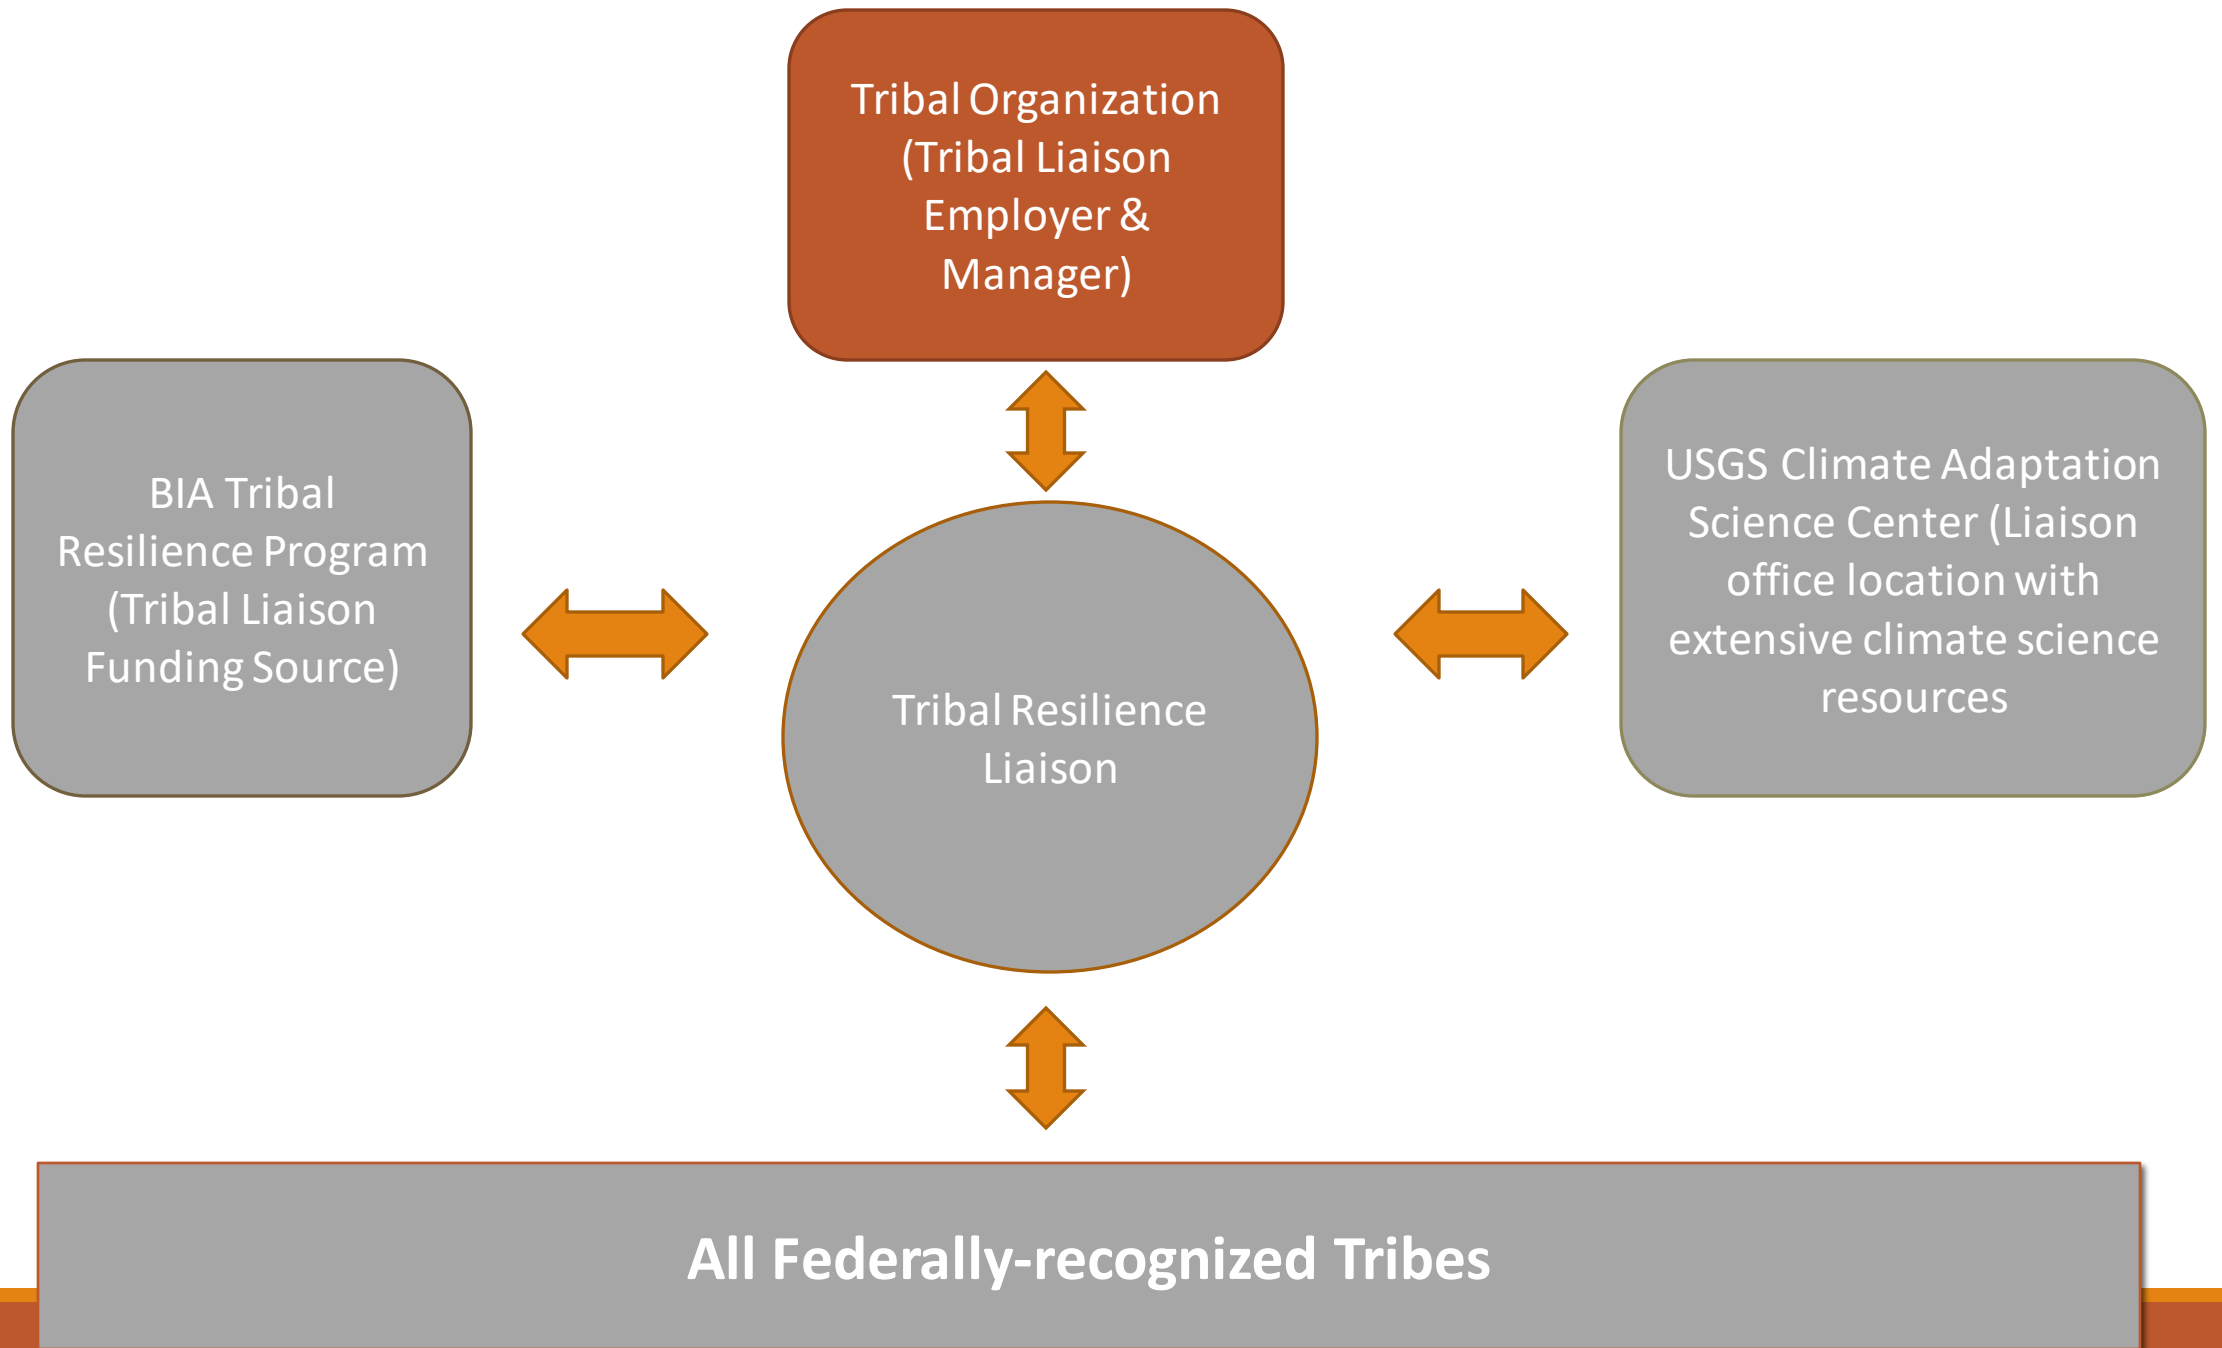 Tribal Organization
(Tribal Liaison
Employer &
Manager)
BIA Tribal
Resilience Program
(Tribal Liaison
Funding Source)
USGS Climate Adaptation
Science Center (Liaison
office location with
extensive climate science
resources
Tribal Resilience
Liaison
All Federally-recognized Tribes